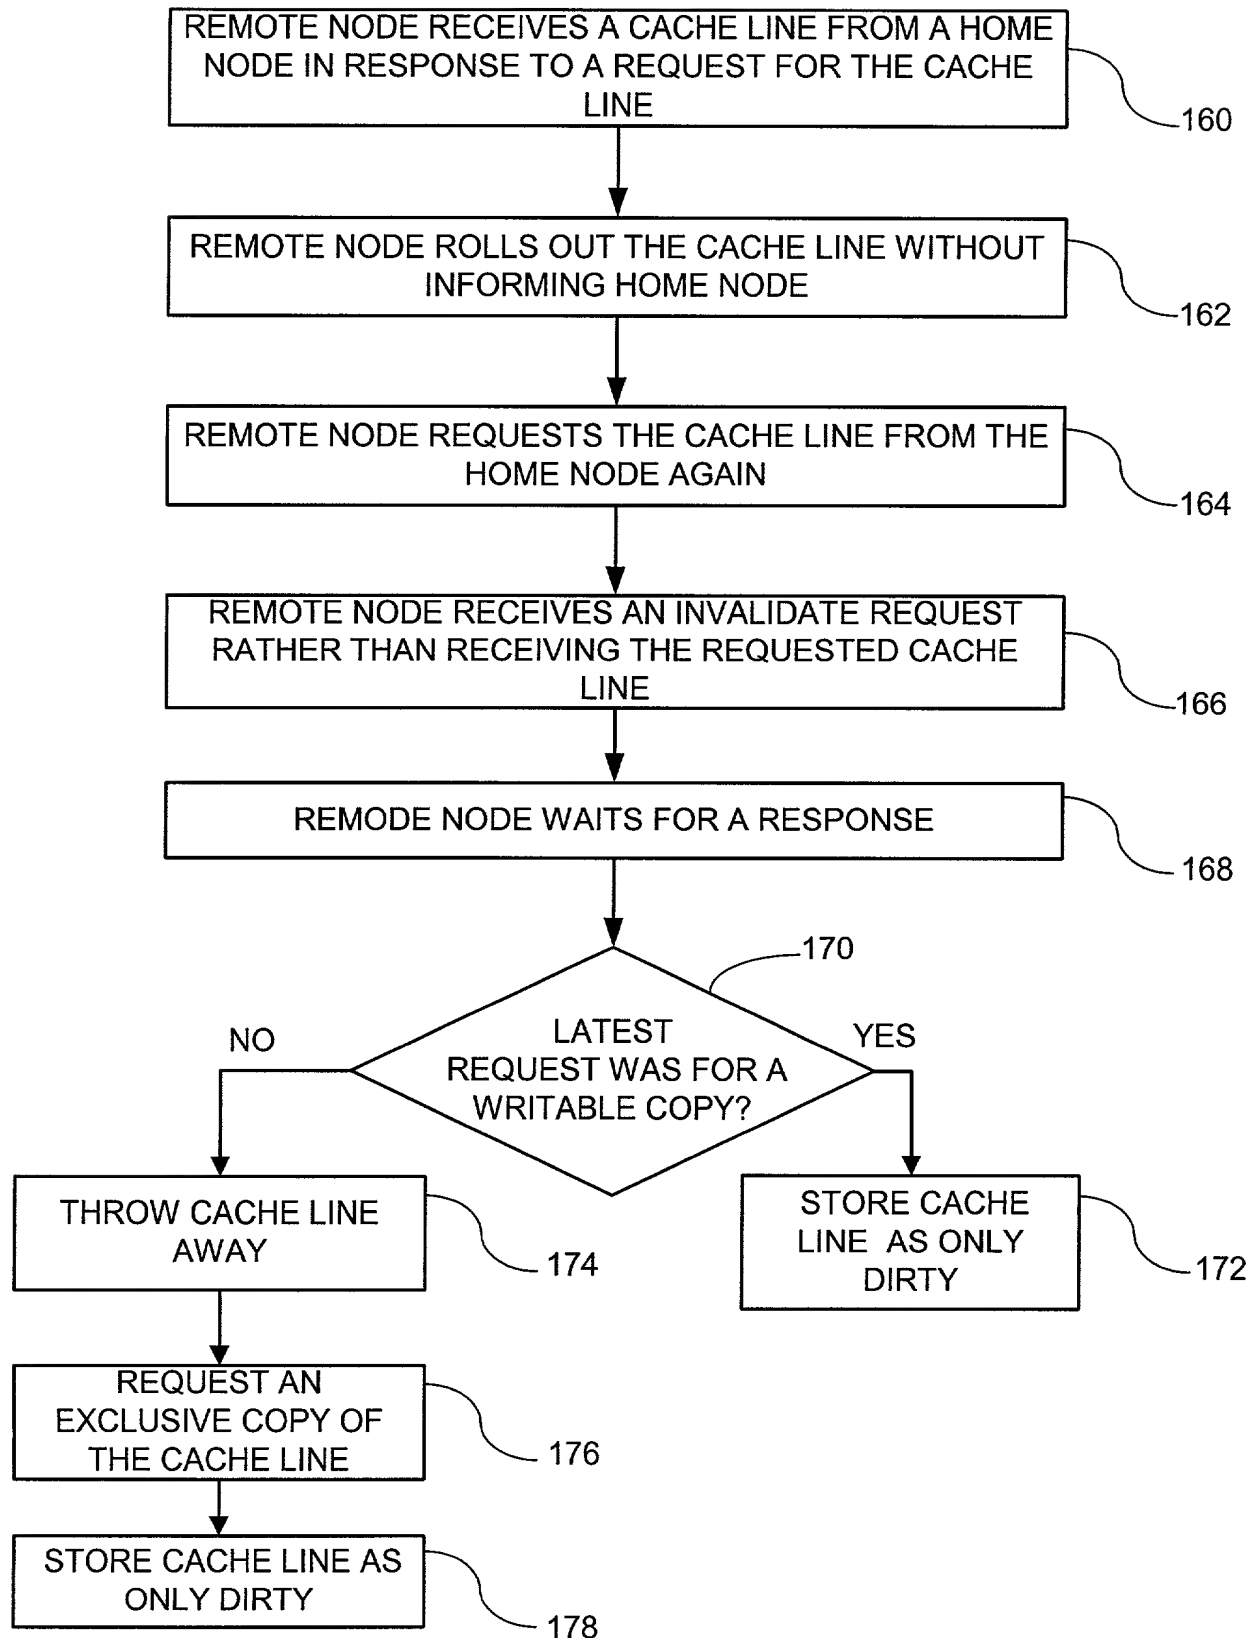 REMOTE NODE RECEIVES A CACHE LINE FROM A HOME
NODE IN RESPONSE TO A REQUEST FOR THE CACHE
LINE
160
REMOTE NODE ROLLS OUT THE CACHE LINE WITHOUT
INFORMING HOME NODE
162
REMOTE NODE REQUESTS THE CACHE LINE FROM THE
HOME NODE AGAIN
164
REMOTE NODE RECEIVES AN INVALIDATE REQUEST
RATHER THAN RECEIVING THE REQUESTED CACHE
LINE
166
REMODE NODE WAITS FOR A RESPONSE
168
170
NO
LATEST
REQUEST WAS FOR A
WRITABLE COPY?
YES
THROW CACHE LINE
AWAY
174
STORE CACHE
LINE AS ONLY
DIRTY
172
REQUEST AN
EXCLUSIVE COPY OF
THE CACHE LINE
176
STORE CACHE LINE AS
ONLY DIRTY
178